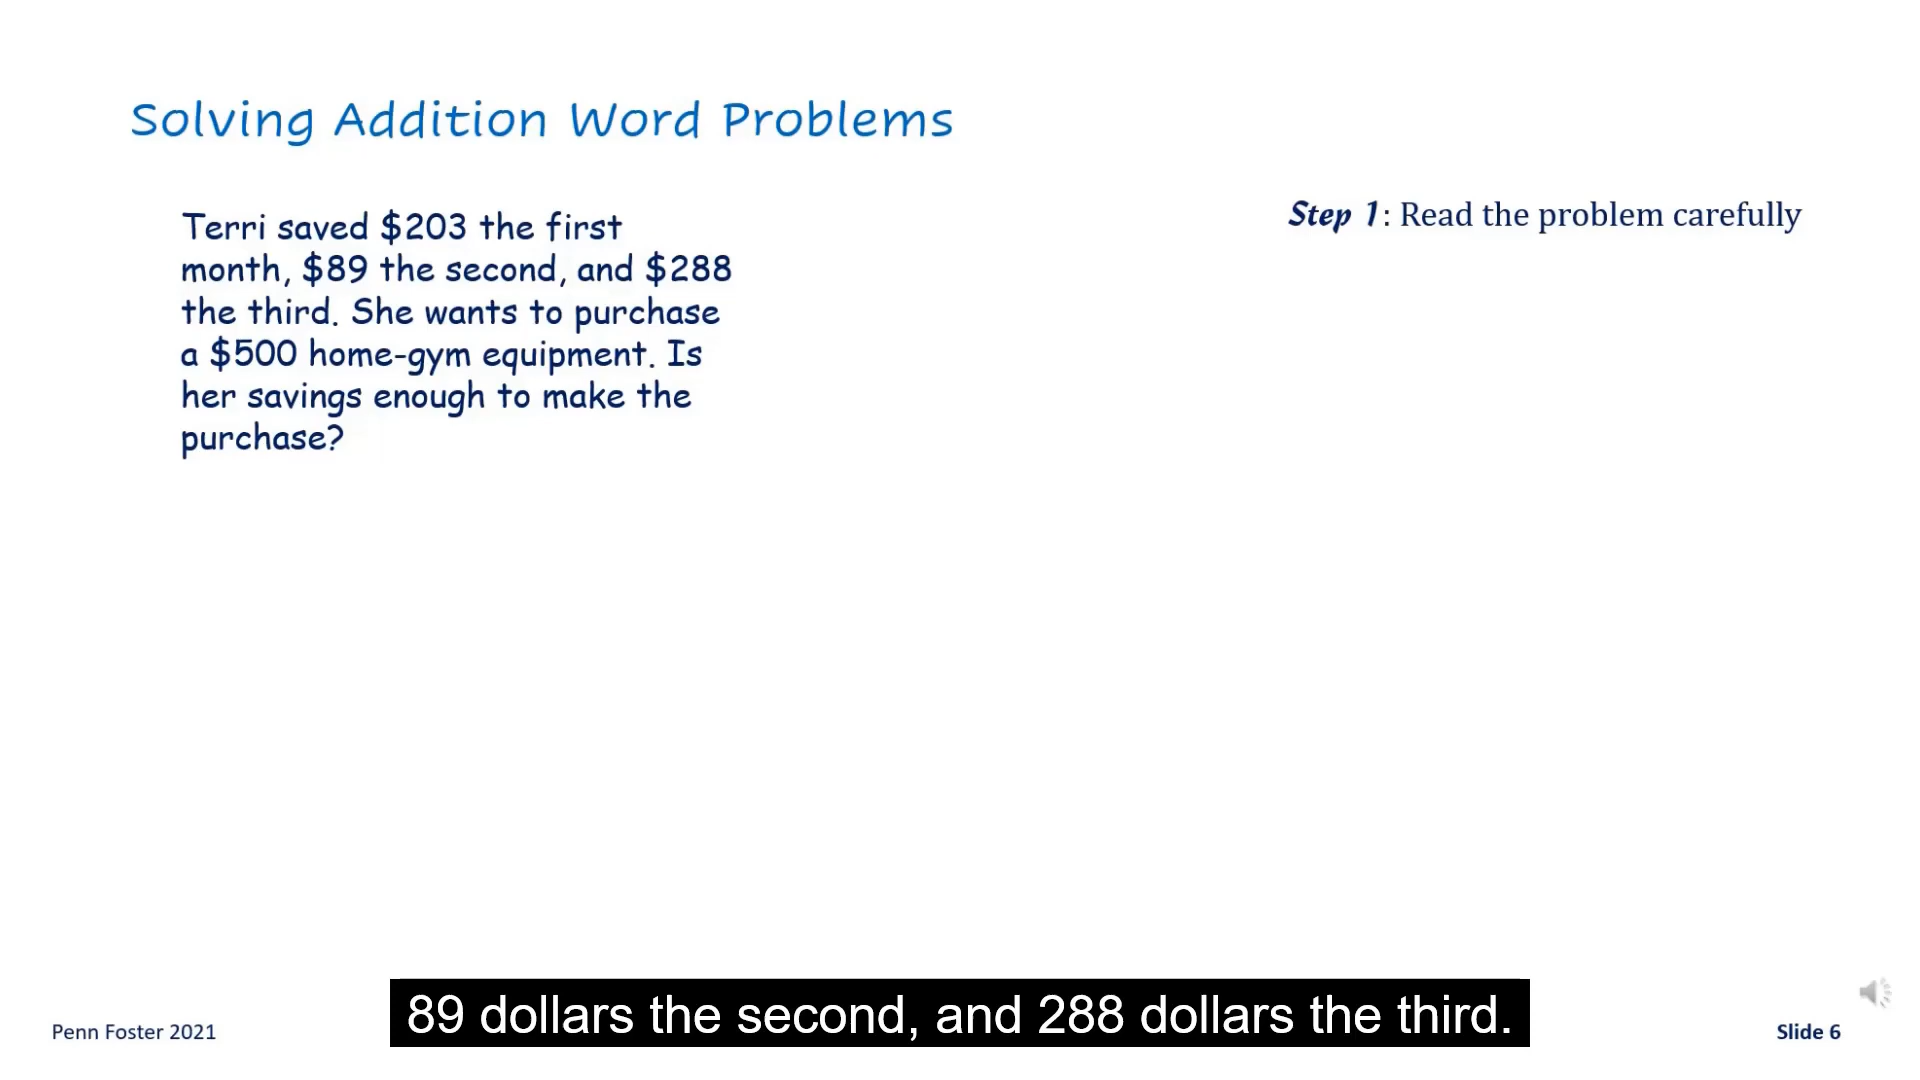 Solving Addition Word Problems
Terri saved $203 the first
month, $89 the second, and $288
the third. She wants to purchase
a $500 home-gym equipment. Is
her savings enough to make the
purchase?
Step 1: Read the problem carefully
89 dollars the second, and 288 dollars the third.
Penn Foster 2021
Slide 6